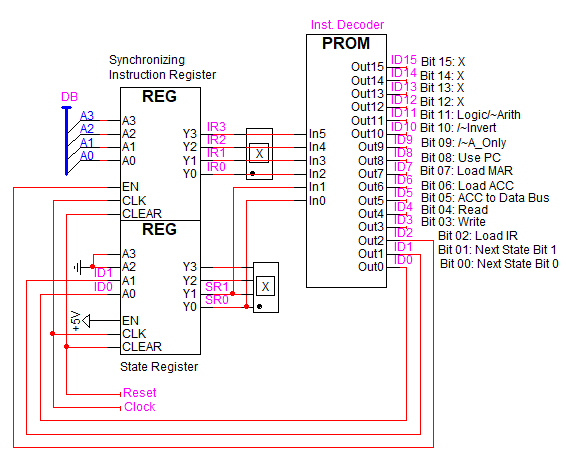 Inst. Decoder
PROM
Synchronizing
Instruction Register
REG
DB
A3
A2
A1
A0
A3
A2
A1
A0
EN
CLK
CLEAR
Y3
Y2
Y1
Y0
IR3
IR2
IR1
IR0
X
In5
In4
In3
In2
In1
In0
Out15
Out14
Out13
Out12
Out11
Out10
Out9
Out8
Out7
Out6
Out5
Out4
Out3
Out2
Out1
Out0
ID15
ID14
ID13
ID12
ID11
ID10
ID9
ID8
ID7
ID6
ID5
ID4
ID3
ID2
ID1
ID0
Bit 15: X
Bit 14: X
Bit 13: X
Bit 12: X
Bit 11: Logic/~Arith
Bit 10: /~Invert
Bit 09: /~A_Only
Bit 08: Use PC
Bit 07: Load MAR
Bit 06: Load ACC
Bit 05: ACC to Data Bus
Bit 04: Read
Bit 03: Write
Bit 02: Load IR
Bit 01: Next State Bit 1
Bit 00: Next State Bit 0
REG
ID1
ID0
A3
A2
A1
A0
+5V
EN
CLK
CLEAR
Y3
Y2
Y1
Y0
SR1
SR0
X
State Register
Reset
Clock